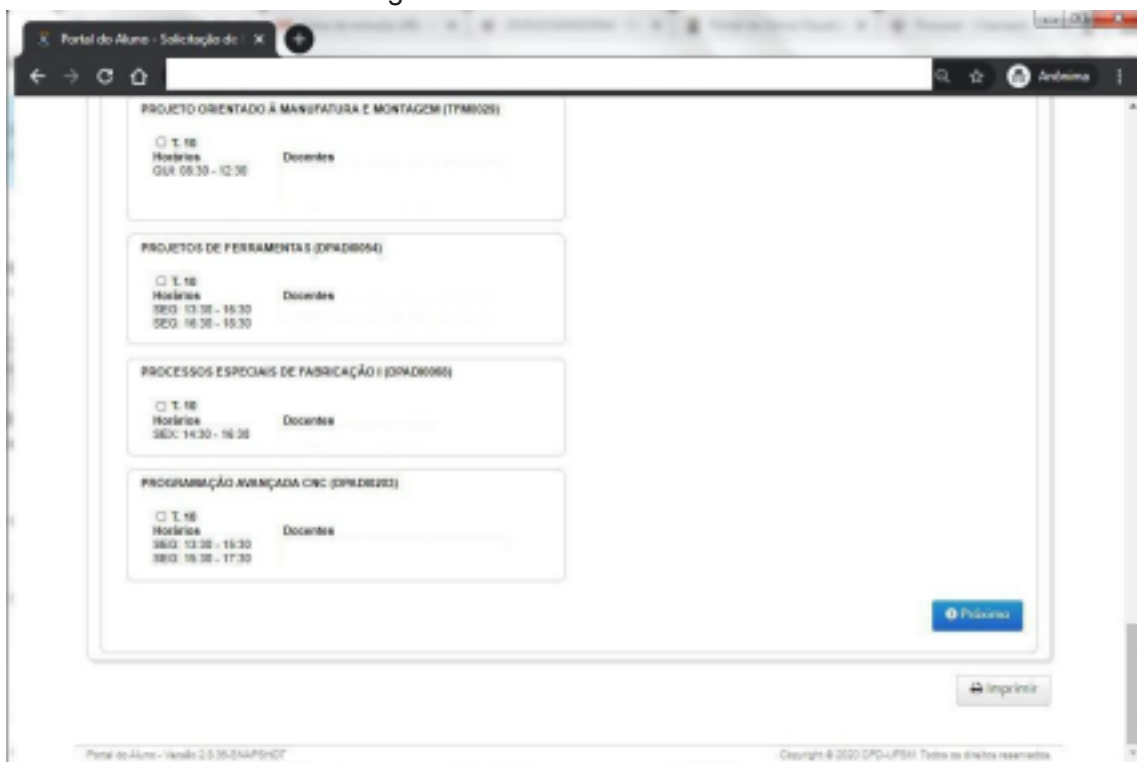 Portal do Aluno - Solicitação de
Anônima
PROJETO ORIENTADO À MANUFATURA E MONTAGEM
T. 10
Horários Docentes
QUI: 08:30 - 12:30
PROJETOS DE FERRAMENTAS
T. 10
Horários Docentes
SEG: 13:30 - 16:30
SEG: 16:30 - 18:30
PROCESSOS ESPECIAIS DE FABRICAÇÃO I
T. 10
Horários Docentes
SEX: 14:30 - 16:30
PROGRAMAÇÃO AVANÇADA CNC
T. 10
Horários Docentes
SEG: 13:30 - 15:30
SEG: 15:30 - 17:30
Próximo
Imprimir
Portal do Aluno - Versão
Copyright © 2020 CPD-UFSM. Todos os direitos reservados.